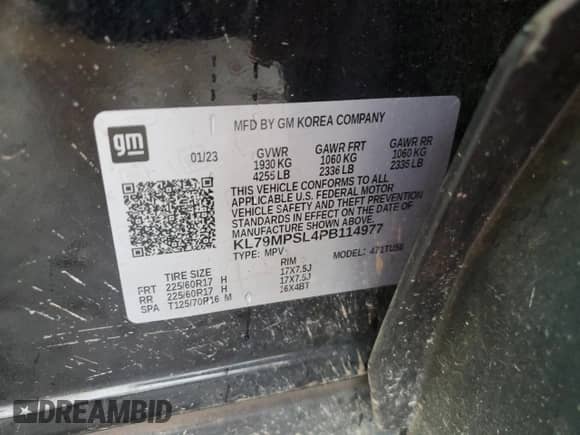 gm
MFD BY GM KOREA COMPANY
01/23 GVWR GAWR FRT GAWR RR
1930 KG 1060 KG 1060 KG
4255 LB 2336 LB 2336 LB
THIS VEHICLE CONFORMS TO ALL
APPLICABLE U.S. FEDERAL MOTOR
VEHICLE SAFETY AND THEFT PREVENTION
STANDARDS IN EFFECT ON THE DATE OF
MANUFACTURE SHOWN ABOVE.
KL79MPSL4PB114977
TYPE: MPV MODEL:
TIRE SIZE RIM
FRT 225/60R17 H 17X7.5J
RR 225/60R17 H 17X7.5J
SPA T125/70R16 M 16X4BT
DREAMBID